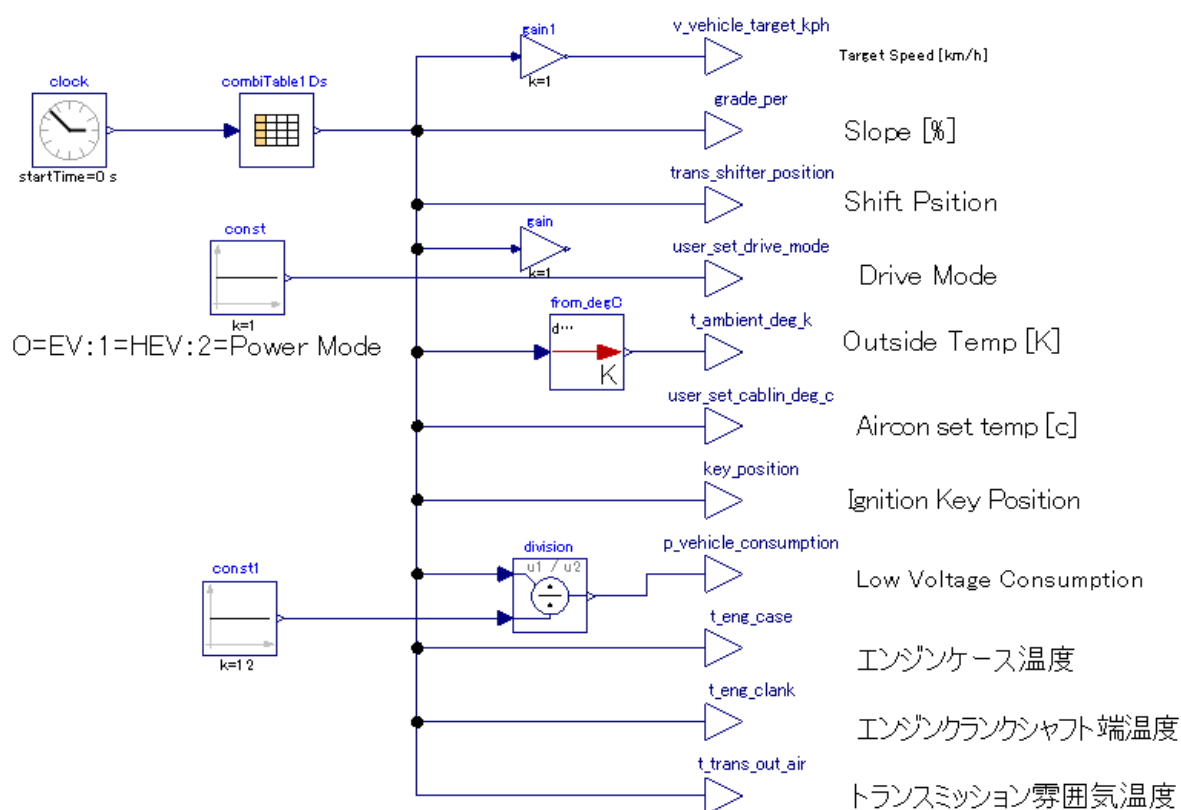 v_vehicle_target_kph
gain1
Target Speed [km/h]
k=1
clock
combiTable1Ds
grade_per
Slope [%]
startTime=0 s
trans_shifter_position
Shift Psition
gain
const
user_set_drive_mode
k=1
Drive Mode
from_degC
k=1
t_ambient_deg_k
d…
O=EV:1=HEV:2=Power Mode
Outside Temp [K]
K
user_set_cablin_deg_c
Aircon set temp [c]
key_position
Ignition Key Position
division
p_vehicle_consumption
u1 / u2
const1
Low Voltage Consumption
t_eng_case
k=12
エンジンケース温度
t_eng_clank
エンジンクランクシャフト端温度
t_trans_out_air
トランスミッション雰囲気温度